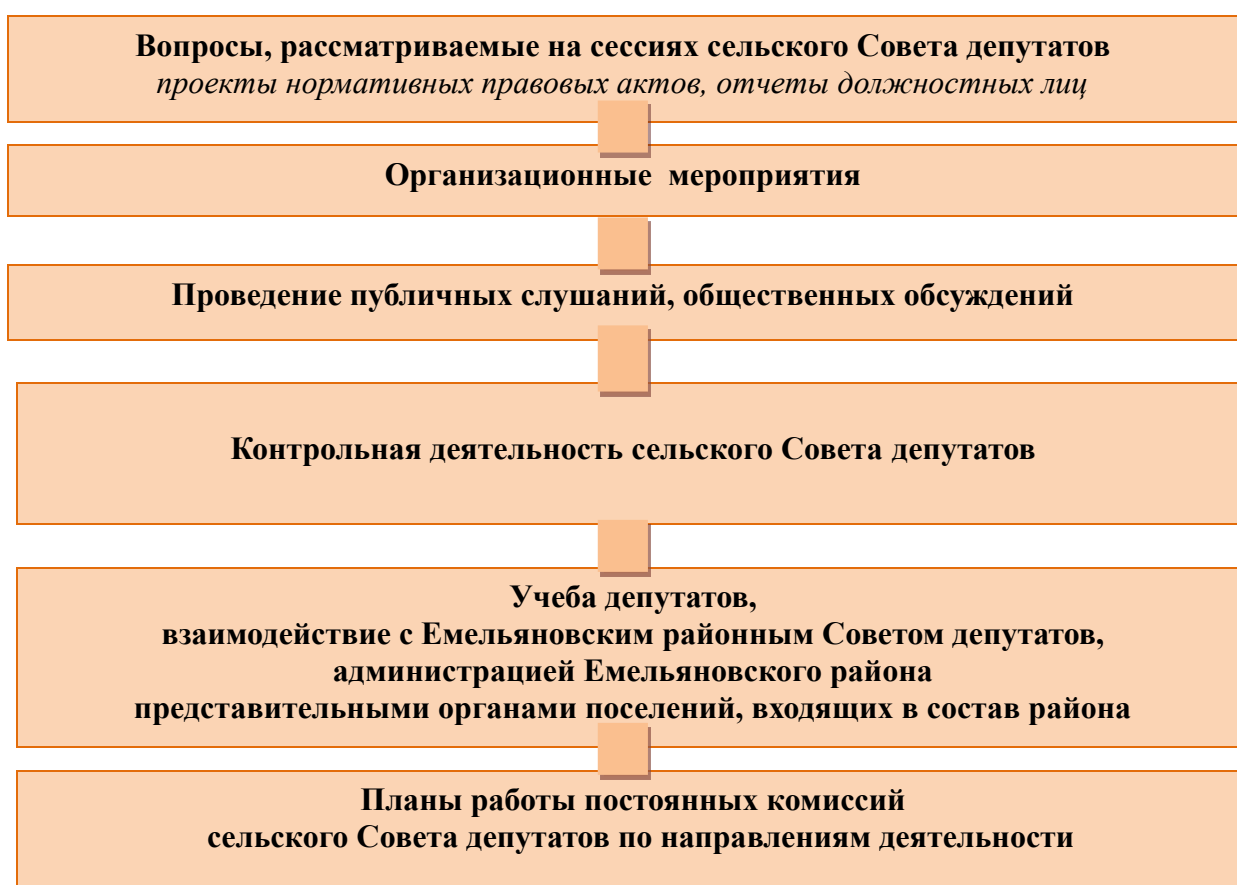 Вопросы, рассматриваемые на сессиях сельского Совета депутатов
проекты нормативных правовых актов, отчеты должностных лиц
Организационные мероприятия
Проведение публичных слушаний, общественных обсуждений
Контрольная деятельность сельского Совета депутатов
Учеба депутатов,
взаимодействие с Емельяновским районным Советом депутатов,
администрацией Емельяновского района
представительными органами поселений, входящих в состав района
Планы работы постоянных комиссий
сельского Совета депутатов по направлениям деятельности